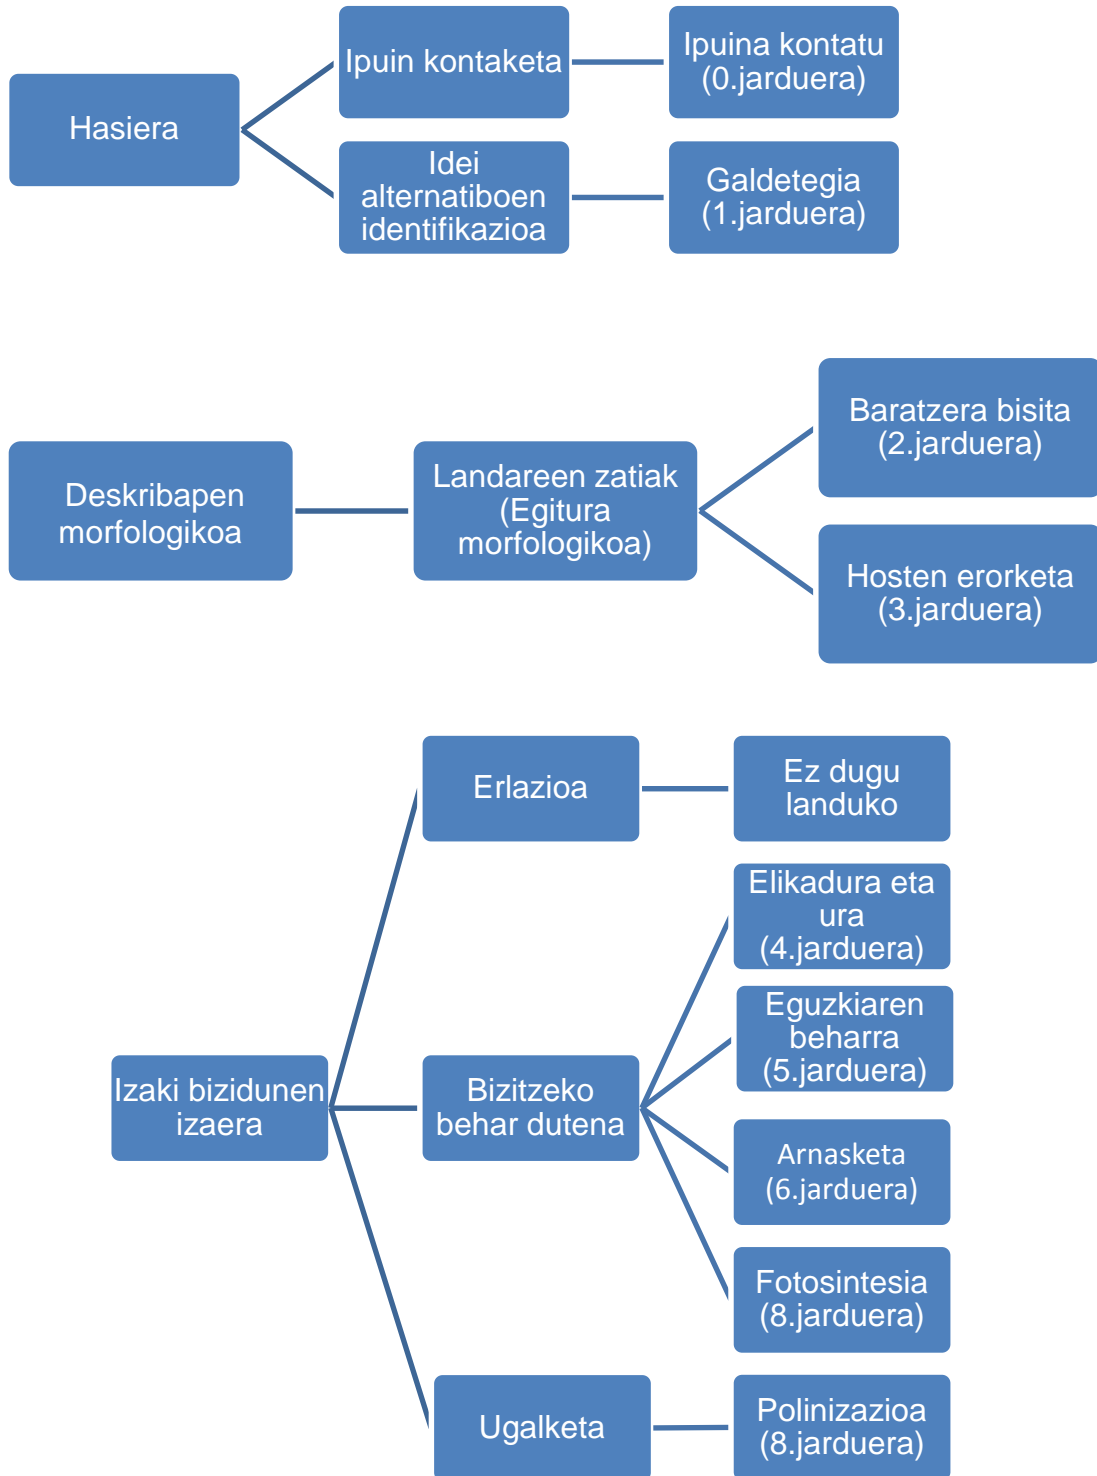 Hasiera
Ipuin kontaketa
Ipuina kontatu
(0.jarduera)
Idei
alternatiboen
identifikazioa
Galdetegia
(1.jarduera)
Deskribapen
morfologikoa
Landareen zatiak
(Egitura
morfologikoa)
Baratzera bisita
(2.jarduera)
Hosten erorketa
(3.jarduera)
Izaki bizidunen
izaera
Erlazioa
Ez dugu
landuko
Bizitzeko
behar dutena
Elikadura eta
ura
(4.jarduera)
Eguzkiaren
beharra
(5.jarduera)
Arnasketa
(6.jarduera)
Fotosintesia
(8.jarduera)
Ugalketa
Polinizazioa
(8.jarduera)